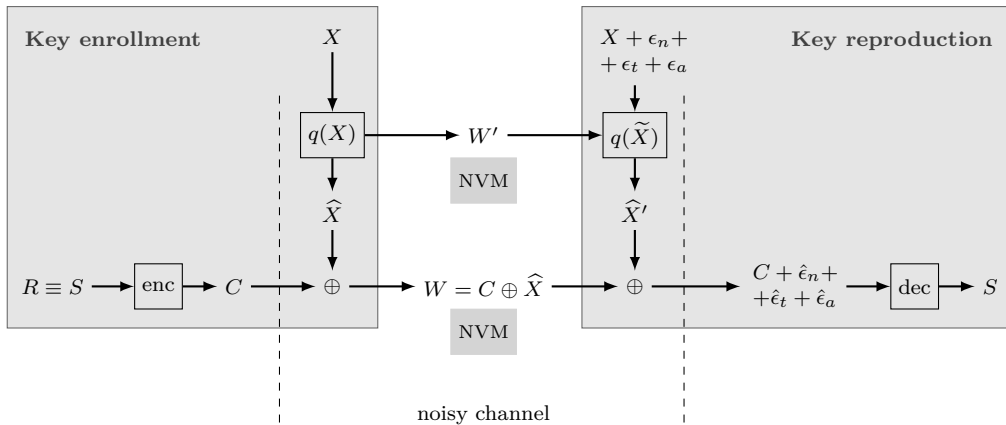 Key enrollment
X
X + ϵ_n +
+ ϵ_t + ϵ_a
Key reproduction
q(X)
W′
q(X̃)
NVM
X̂
X̂′
R ≡ S
enc
C
⊕
W = C ⊕ X̂
⊕
C + ϵ̂_n +
+ϵ̂_t + ϵ̂_a
dec
S
NVM
noisy channel